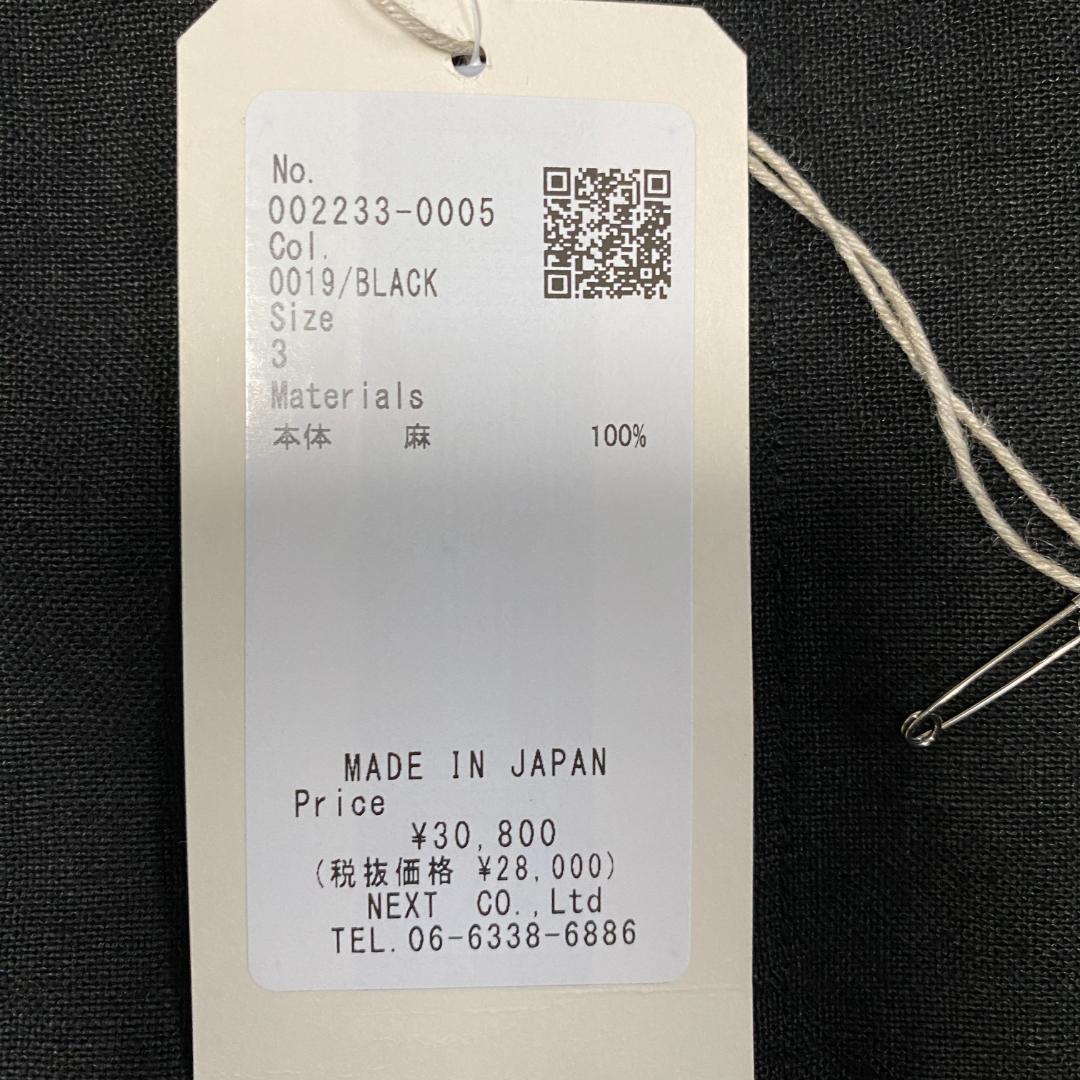 No.
002233-0005
Col.
0019/BLACK
Size
3
Materials
本体 麻 100%
MADE IN JAPAN
Price
¥30,800
(税抜価格 ¥28,000)
NEXT CO.,Ltd
TEL.06-6338-6886